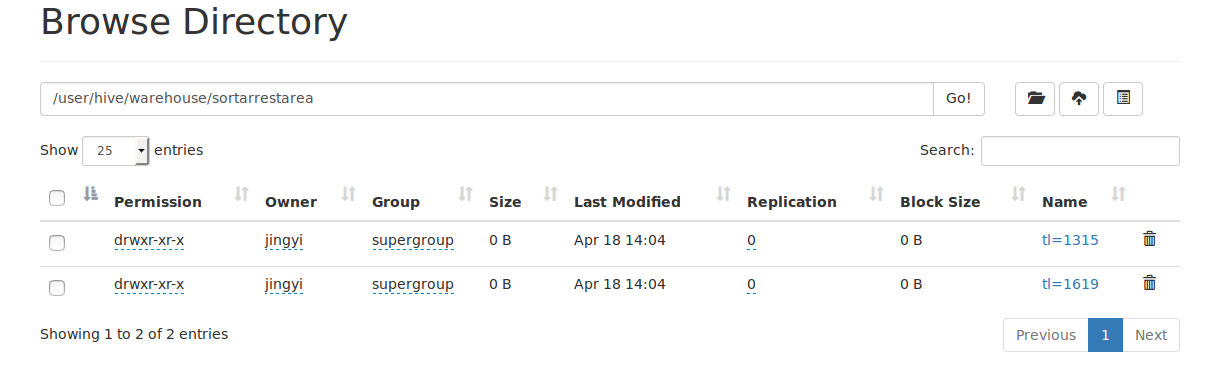 Browse Directory
/user/hive/warehouse/sortarrestarea Go!
Show 25 entries Search:
Permission Owner Group Size Last Modified Replication Block Size Name
drwxr-xr-x jingyi supergroup 0 B Apr 18 14:04 0 0 B tl=1315
drwxr-xr-x jingyi supergroup 0 B Apr 18 14:04 0 0 B tl=1619
Showing 1 to 2 of 2 entries Previous 1 Next